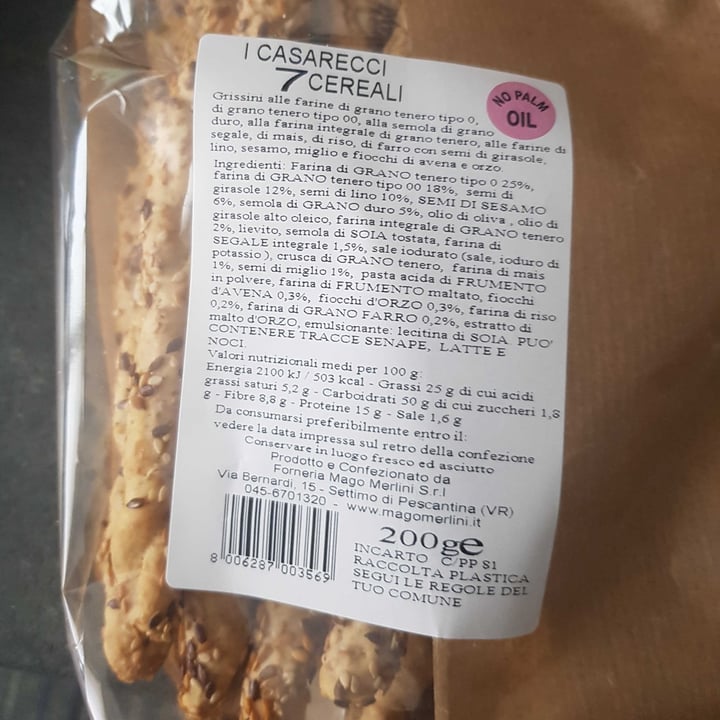 I CASARECCI
7 CEREALI
NO PALM
OIL
Grissini alle farine di grano tenero tipo 0,
di grano tenero tipo 00, alla semola di grano
duro, alla farina integrale di grano tenero, alle farine di
segale, di mais, di riso, di farro con semi di girasole,
lino, sesamo, miglio e fiocchi di avena e orzo.
Ingredienti: Farina di GRANO tenero tipo 0 25%,
farina di GRANO tenero tipo 00 18%, semi di
girasole 12%, semi di lino 10%, SEMI DI SESAMO
6%, semola di GRANO duro 5%, olio di oliva , olio di
girasole alto oleico, farina integrale di GRANO tenero
2%, lievito, semola di SOIA tostata, farina di
SEGALE integrale 1,5%, sale iodurato (sale, ioduro di
potassio ), crusca di GRANO tenero, farina di mais
1%, semi di miglio 1%, pasta acida di FRUMENTO
in polvere, farina di FRUMENTO maltato, fiocchi
d'AVENA 0,3%, fiocchi d'ORZO 0,3%, farina di riso
0,2%, farina di GRANO FARRO 0,2%, estratto di
malto d'ORZO, emulsionante: lecitina di SOIA. PUO'
CONTENERE TRACCE SENAPE, LATTE E
NOCI.
Valori nutrizionali medi per 100 g:
Energia 2100 kJ / 503 kcal - Grassi 25 g di cui acidi
grassi saturi 5,2 g - Carboidrati 50 g di cui zuccheri 1,8
g - Fibre 8,8 g - Proteine 15 g - Sale 1,6 g
Da consumarsi preferibilmente entro il:
vedere la data impressa sul retro della confezione
Conservare in luogo fresco ed asciutto
Prodotto e Confezionato da
Forneria Mago Merlini S.r.l
Via Bernardi, 15 - Settimo di Pescantina (VR)
045-6701320 - www.magomerlini.it
8 006287 003569
200ge
INCARTO C/PP 81
RACCOLTA PLASTICA
SEGUI LE REGOLE DEL
TUO COMUNE